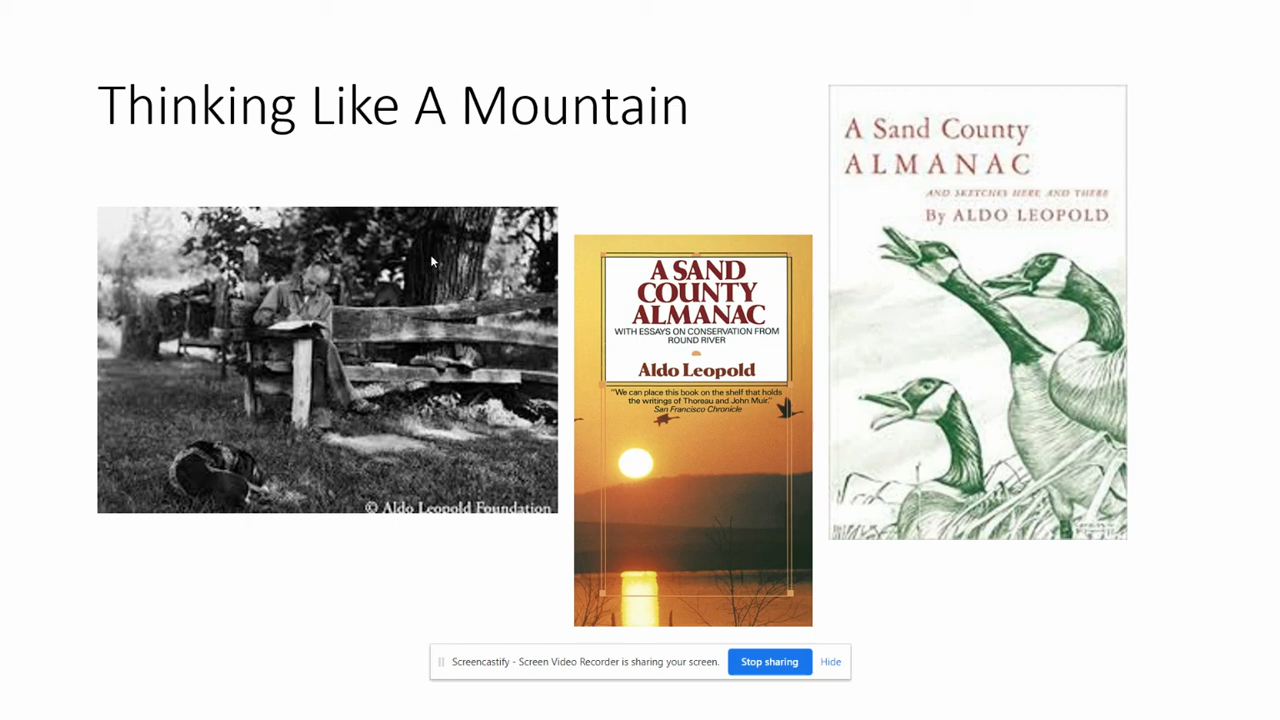 Thinking Like A Mountain
© Aldo Leopold Foundation
A SAND
COUNTY
ALMANAC
WITH ESSAYS ON CONSERVATION FROM
ROUND RIVER
Aldo Leopold
"We can place this book on the shelf that holds
the writings of Thoreau and John Muir."
San Francisco Chronicle
A Sand County
ALMANAC
AND SKETCHES HERE AND THERE
By ALDO LEOPOLD
Screencastify - Screen Video Recorder is sharing your screen.
Stop sharing
Hide